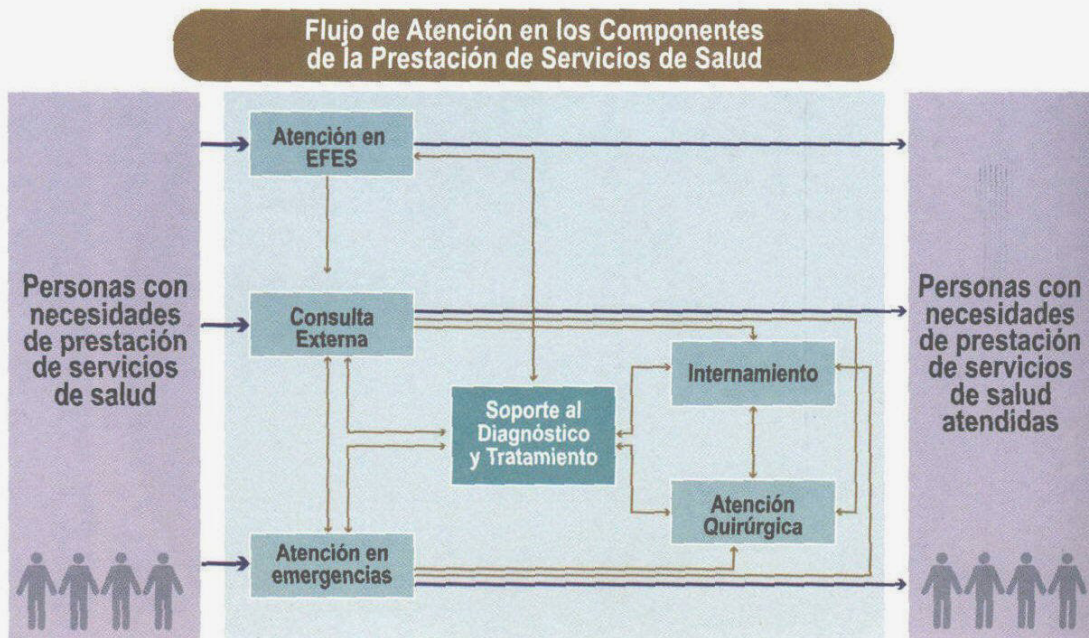 Flujo de Atención en los Componentes
de la Prestación de Servicios de Salud
Personas con
necesidades
de prestación
de servicios
de salud
Atención en
EFES
Consulta
Externa
Soporte al
Diagnóstico
y Tratamiento
Internamiento
Atención
Quirúrgica
Atención en
emergencias
Personas con
necesidades
de prestación
de servicios
de salud
atendidas